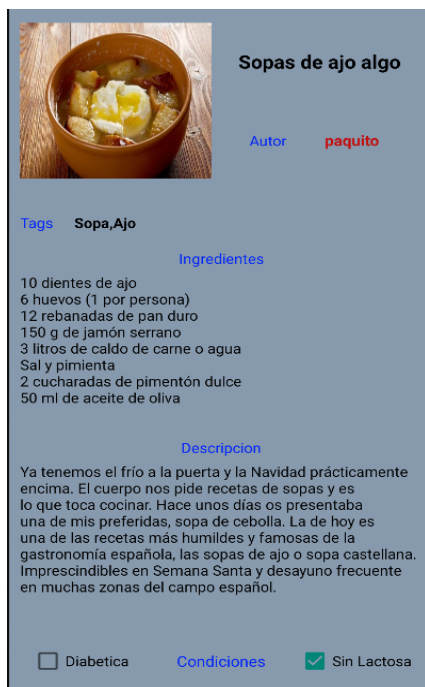 Sopas de ajo algo
Autor paquito
Tags Sopa,Ajo
Ingredientes
10 dientes de ajo
6 huevos (1 por persona)
12 rebanadas de pan duro
150 g de jamón serrano
3 litros de caldo de carne o agua
Sal y pimienta
2 cucharadas de pimentón dulce
50 ml de aceite de oliva
Descripcion
Ya tenemos el frío a la puerta y la Navidad prácticamente
encima. El cuerpo nos pide recetas de sopas y es
lo que toca cocinar. Hace unos días os presentaba
una de mis preferidas, sopa de cebolla. La de hoy es
una de las recetas más humildes y famosas de la
gastronomía española, las sopas de ajo o sopa castellana.
Imprescindibles en Semana Santa y desayuno frecuente
en muchas zonas del campo español.
Diabetica Condiciones Sin Lactosa